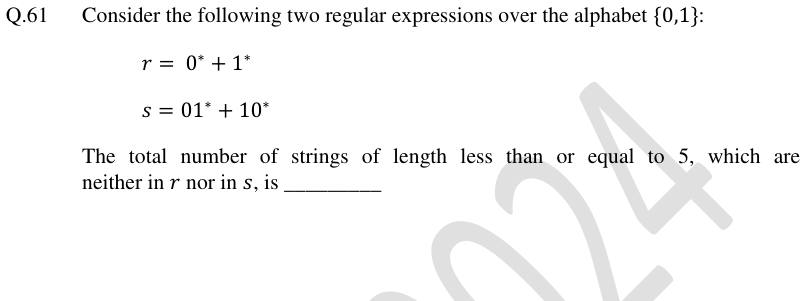 Q.61 Consider the following two regular expressions over the alphabet {0,1}:
r = 0* + 1*
s = 01* + 10*
The total number of strings of length less than or equal to 5, which are
neither in r nor in s, is _________
2024